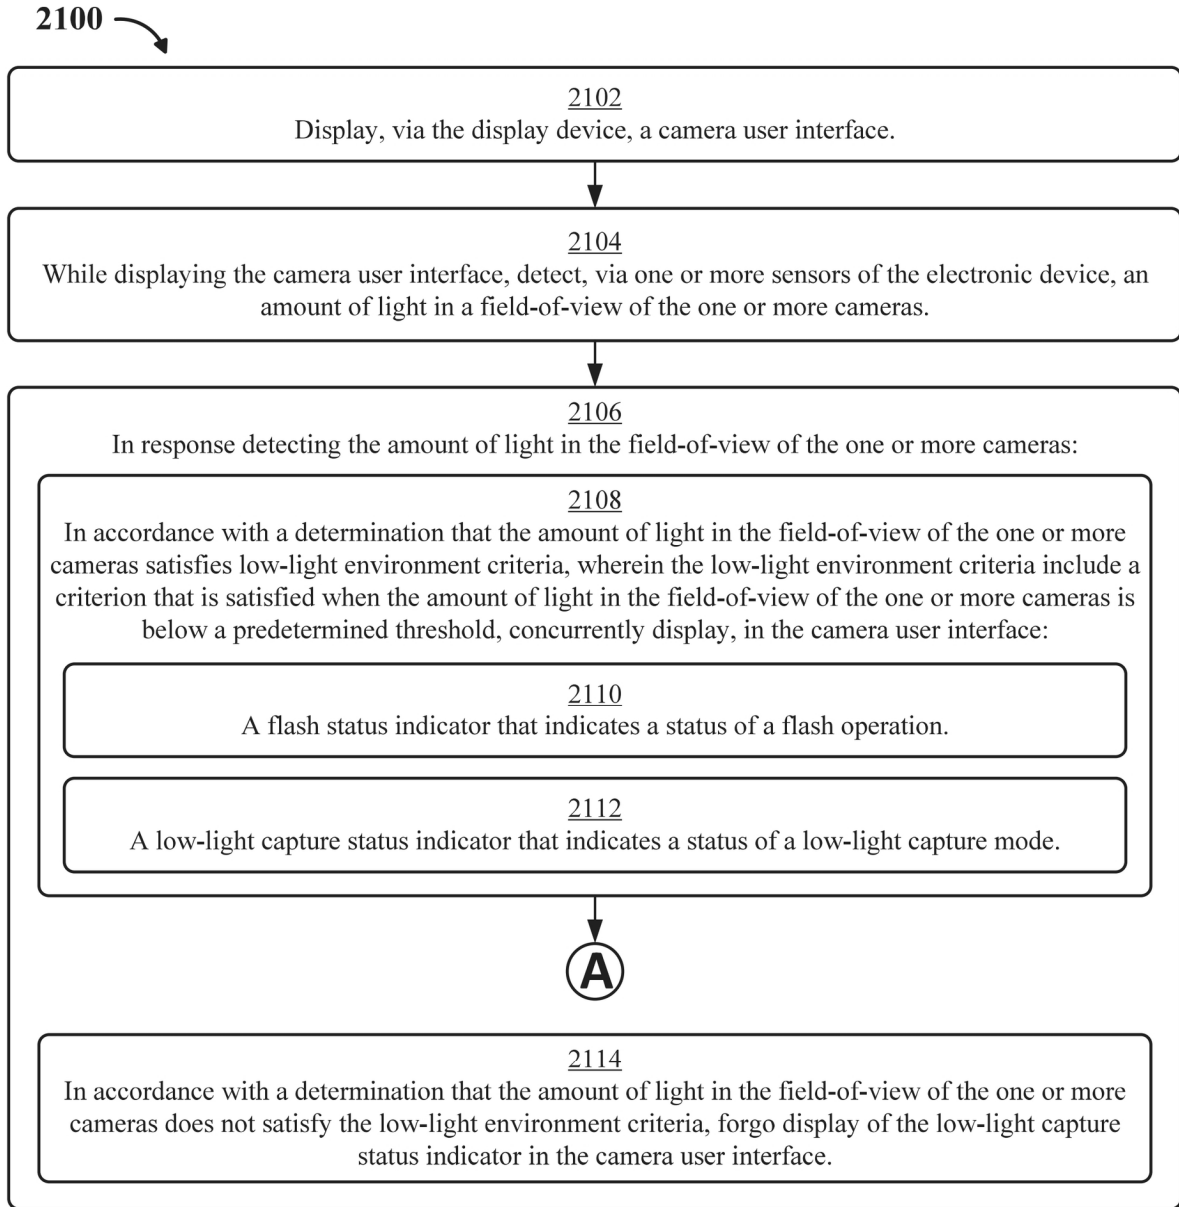 2100
2102
Display, via the display device, a camera user interface.
2104
While displaying the camera user interface, detect, via one or more sensors of the electronic device, an
amount of light in a field-of-view of the one or more cameras.
2106
In response detecting the amount of light in the field-of-view of the one or more cameras:
2108
In accordance with a determination that the amount of light in the field-of-view of the one or more
cameras satisfies low-light environment criteria, wherein the low-light environment criteria include a
criterion that is satisfied when the amount of light in the field-of-view of the one or more cameras is
below a predetermined threshold, concurrently display, in the camera user interface:
2110
A flash status indicator that indicates a status of a flash operation.
2112
A low-light capture status indicator that indicates a status of a low-light capture mode.
A
2114
In accordance with a determination that the amount of light in the field-of-view of the one or more
cameras does not satisfy the low-light environment criteria, forgo display of the low-light capture
status indicator in the camera user interface.